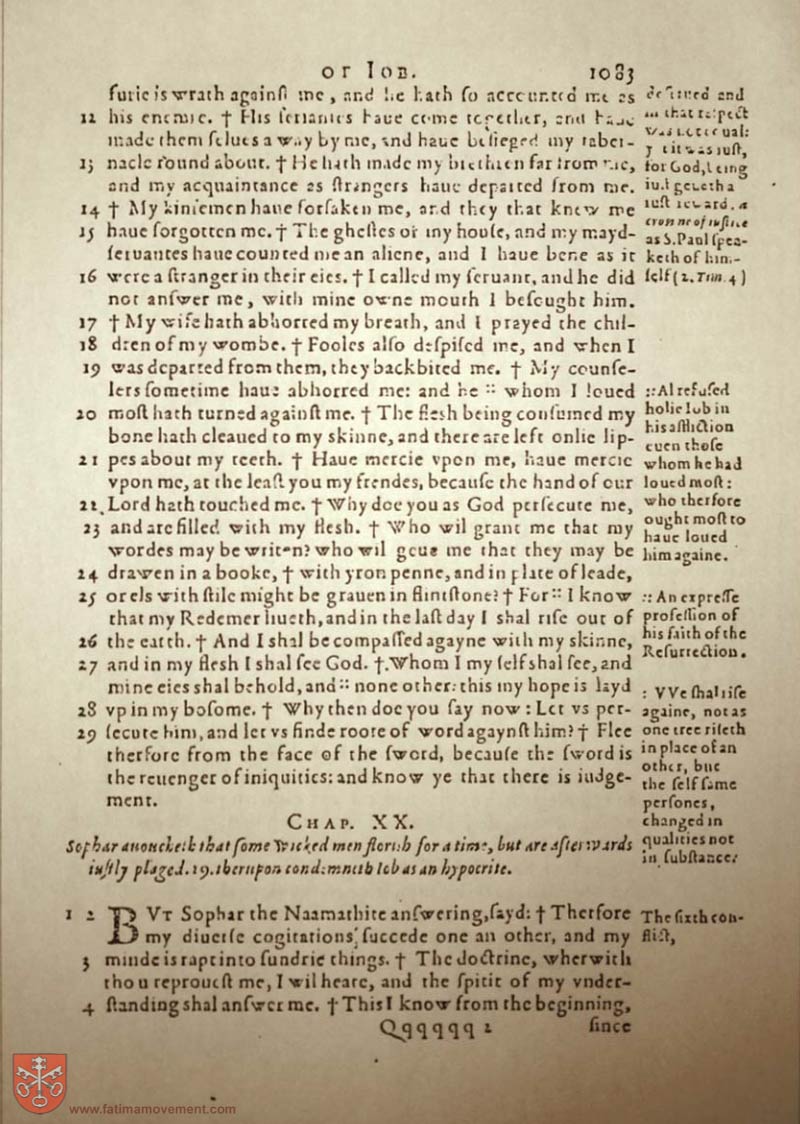 OF IOB. 1083
furie is wrath against me, and he hath so accounted me as
12 his enemie. † His seruantes haue come together, and haue
made them selues a way by me, and haue besieged my taber-
13 nacle round about. † He hath made my brethren far from me,
and my acquaintance as strangers haue departed from me.
14 † My kinsemen haue forsaken me, and they that knew me
15 haue forgotten me. † The ghestes of my house, and my mayd-
seruantes haue counted me an aliene, and I haue bene as it
16 were a stranger in their eies. † I called my seruant, and he did
not answer me, with mine owne mouth I besought him.
17 † My wife hath abhorred my breath, and I prayed the chil-
18 dren of my wombe. † Fooles also despised me, and when I
19 was departed from them, they backbited me. † My counse-
lers sometime haue abhorred me: and he :: whom I loued
20 most hath turned against me. † The flesh being consumed my
bone hath cleaued to my skinne, and there are left onlie lip-
21 pes about my teeth. † Haue mercie vpon me, haue mercie
vpon me, at the least you my frendes, because the hand of our
22. Lord hath touched me. † Why doe you as God persecute me,
23 and are filled with my flesh. † Who wil grant me that my
wordes may be written? who wil geue me that they may be
24 drawen in a booke, † with yron penne, and in plate of leade,
25 or els with stile might be grauen in flintstone? † For :: I know
that my Redemer liueth, and in the last day I shal rise out of
26 the earth. † And I shal be compassed agayne with my skinne,
27 and in my flesh I shal see God. †. Whom I my self shal see, and
mine eies shal behold, and :: none other: this my hope is layd
28 vp in my bosome. † Why then doe you say now: Let vs per-
29 secute him, and let vs finde roote of word agaynst him? † Flee
therfore from the face of the sword, because the sword is
the reuenger of iniquities: and know ye that there is iudge-
ment.
CHAP. XX.
Sophar auoucheth that some wicked men florish for a time, but are afterwards
iustly plaged. 19. therupon condemneth Iob as an hypocrite.
1 2 BVT Sophar the Naamathite answering, sayd: † Therfore
my diuerse cogitations succede one an other, and my
3 minde is rapt into sundrie things. † The doctrine, wherwith
thou reprouest me, I wil heare, and the spirit of my vnder-
4 standing shal answer me. † This I know from the beginning,
Qqqqqq 2 since
and
in that respect
was not equal:
it was iust,
for God, being
iust geueth a
iust reward. a
crowne of iustice
as S. Paul spea-
keth of him-
self (2. Tim. 4)
:: Al refused
holie Iob in
his affliction
euen those
whom he had
loued most:
who therfore
ought most to
haue loued
him againe.
:: An expresse
profession of
his faith of the
Resurrection.
: VVe shal rise
againe, not as
one tree riseth
in place of an
other, but
the self same
persones,
changed in
qualities not
in substance.
The sixth con-
flict,
www.fatimamovement.com